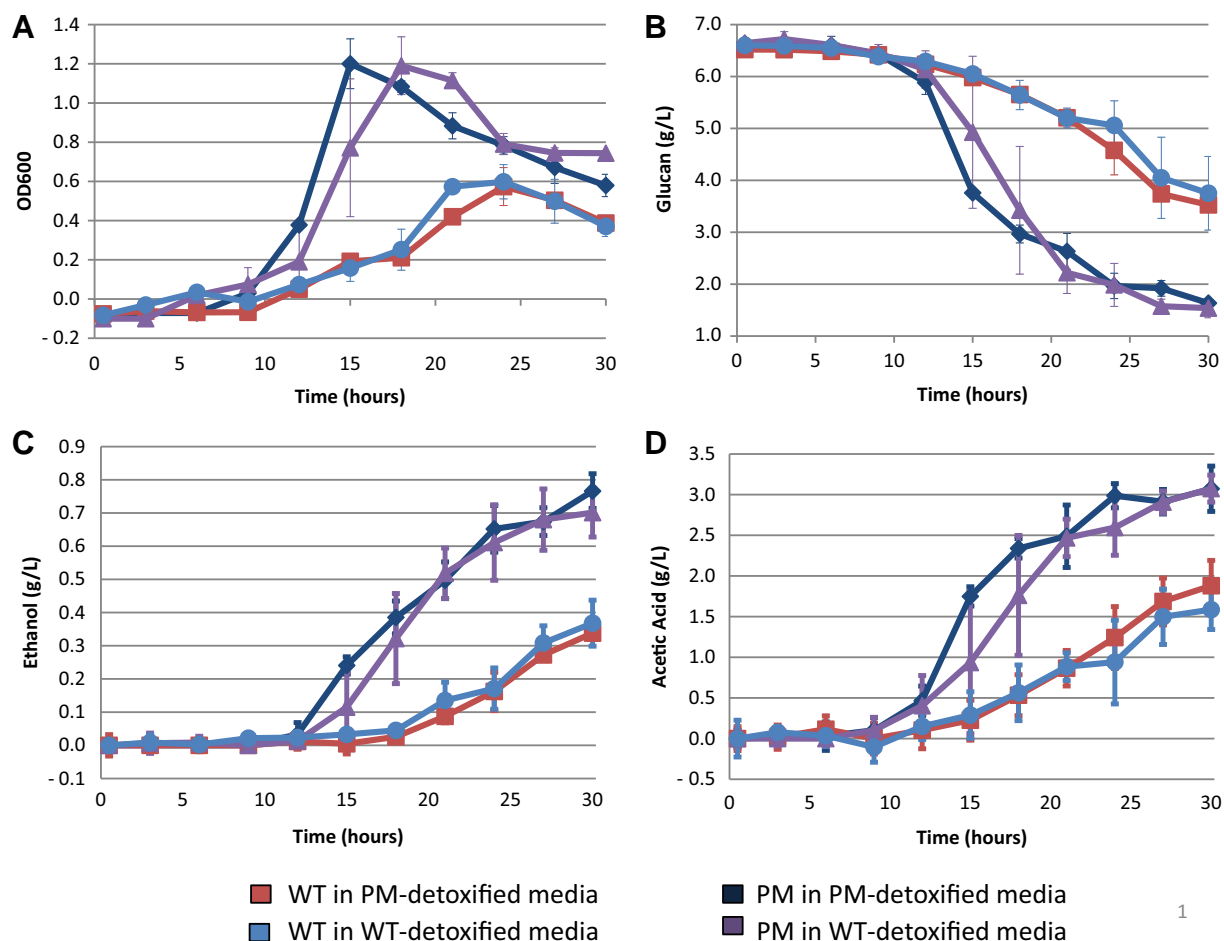 A
1.4
1.2
1.0
0.8
0.6
0.4
0.2
0.0
- 0.2
OD600
0 5 10 15 20 25 30
Time (hours)
B
7.0
6.0
5.0
4.0
3.0
2.0
1.0
Glucan (g/L)
0 5 10 15 20 25 30
Time (hours)
C
0.9
0.8
0.7
0.6
0.5
0.4
0.3
0.2
0.1
0.0
- 0.1
Ethanol (g/L)
0 5 10 15 20 25 30
Time (hours)
D
3.5
3.0
2.5
2.0
1.5
1.0
0.5
0.0
- 0.5
Acetic Acid (g/L)
0 5 10 15 20 25 30
Time (hours)
WT in PM-detoxified media
WT in WT-detoxified media
PM in PM-detoxified media
PM in WT-detoxified media
1